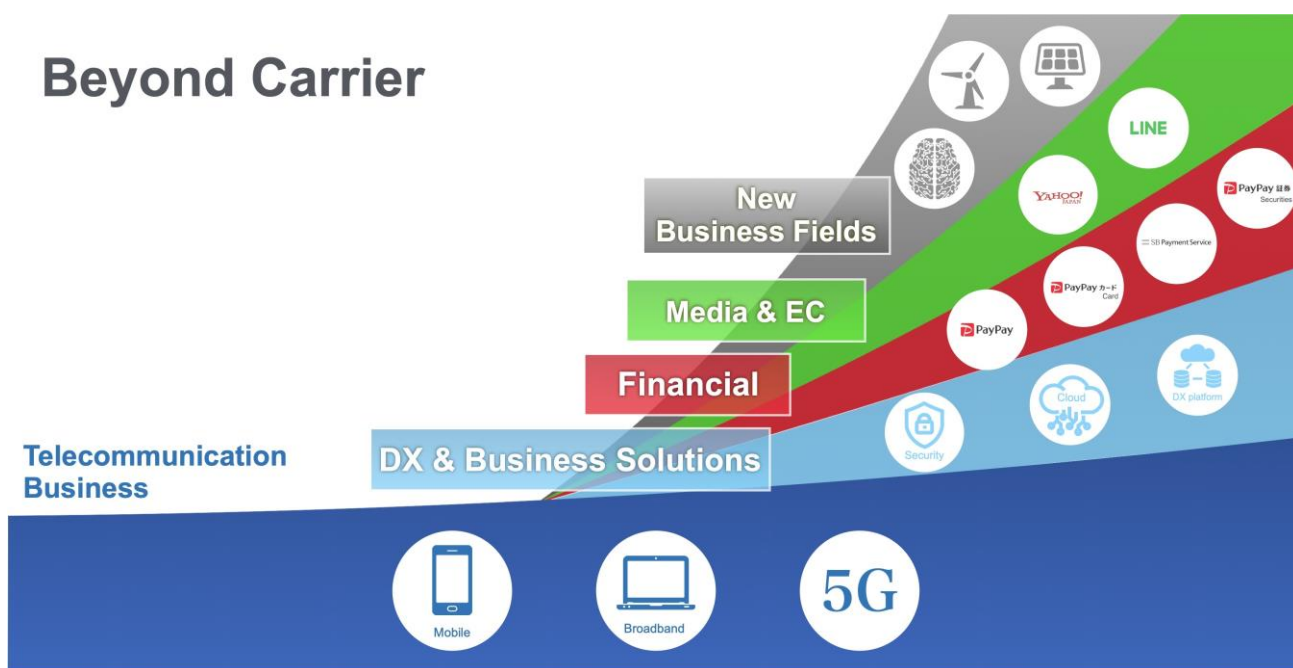 Beyond Carrier
New
Business Fields
Media & EC
Financial
DX & Business Solutions
Telecommunication
Business
LINE
YAHOO!
JAPAN
PayPay 証券
Securities
SB Payment Service
PayPay カード
Card
PayPay
Security
Cloud
DX platform
Mobile
Broadband
5G